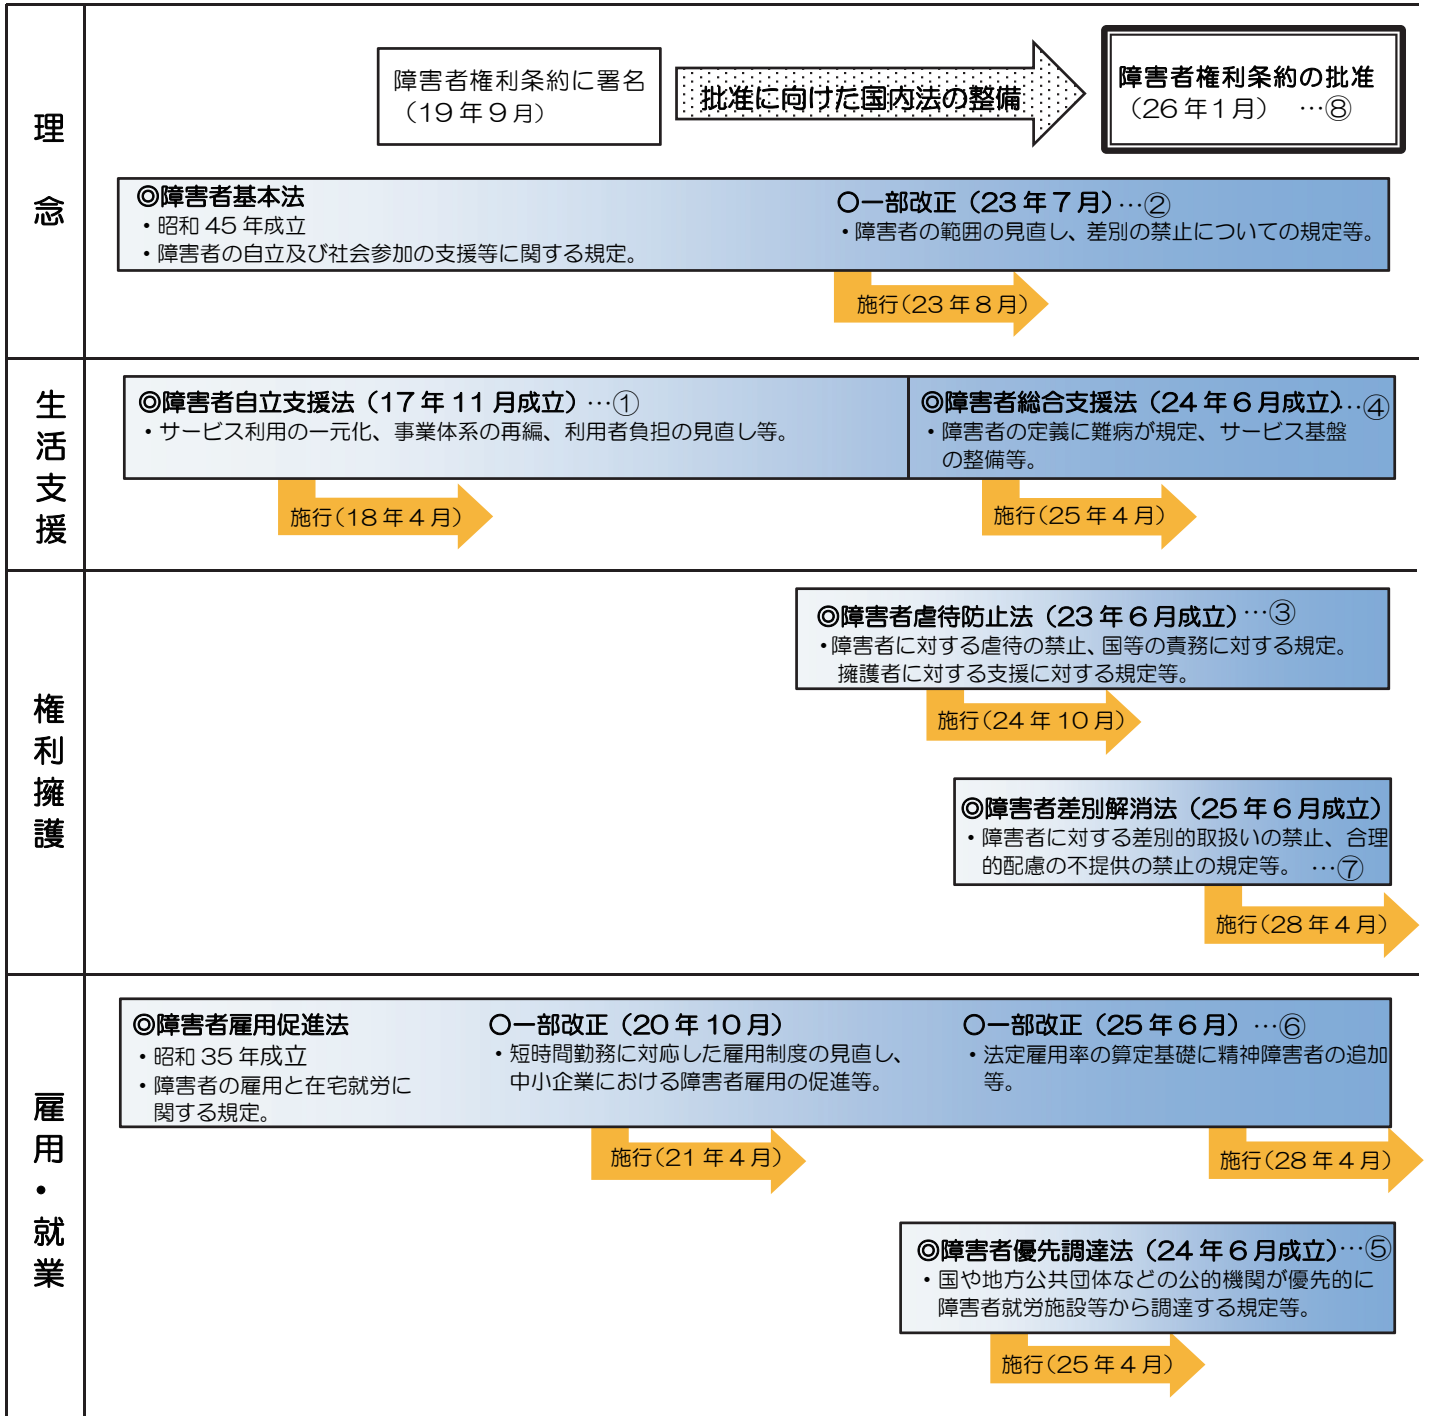 理念
障害者権利条約に署名
（19年９月）
批准に向けた国内法の整備
障害者権利条約の批准
（26年１月）　…⑧
◎障害者基本法
・昭和45年成立
・障害者の自立及び社会参加の支援等に関する規定。
〇一部改正（23年７月）…②
・障害者の範囲の見直し、差別の禁止についての規定等。
施行（23年８月）
生活支援
◎障害者自立支援法（17年11月成立）…①
・サービス利用の一元化、事業体系の再編、利用者負担の見直し等。
施行（18年４月）
◎障害者総合支援法（24年６月成立）…④
・障害者の定義に難病が規定、サービス基盤
の整備等。
施行（25年４月）
権利擁護
◎障害者虐待防止法（23年６月成立）…③
・障害者に対する虐待の禁止、国等の責務に対する規定。
擁護者に対する支援に対する規定等。
施行（24年10月）
◎障害者差別解消法（25年６月成立）
・障害者に対する差別的取扱いの禁止、合理
的配慮の不提供の禁止の規定等。　…⑦
施行（28年４月）
雇用・就業
◎障害者雇用促進法
・昭和35年成立
・障害者の雇用と在宅就労に
関する規定。
〇一部改正（20年10月）
・短時間勤務に対応した雇用制度の見直し、
中小企業における障害者雇用の促進等。
施行（21年４月）
〇一部改正（25年６月）…⑥
・法定雇用率の算定基礎に精神障害者の追加
等。
施行（28年４月）
◎障害者優先調達法（24年６月成立）…⑤
・国や地方公共団体などの公的機関が優先的に
障害者就労施設等から調達する規定等。
施行（25年４月）